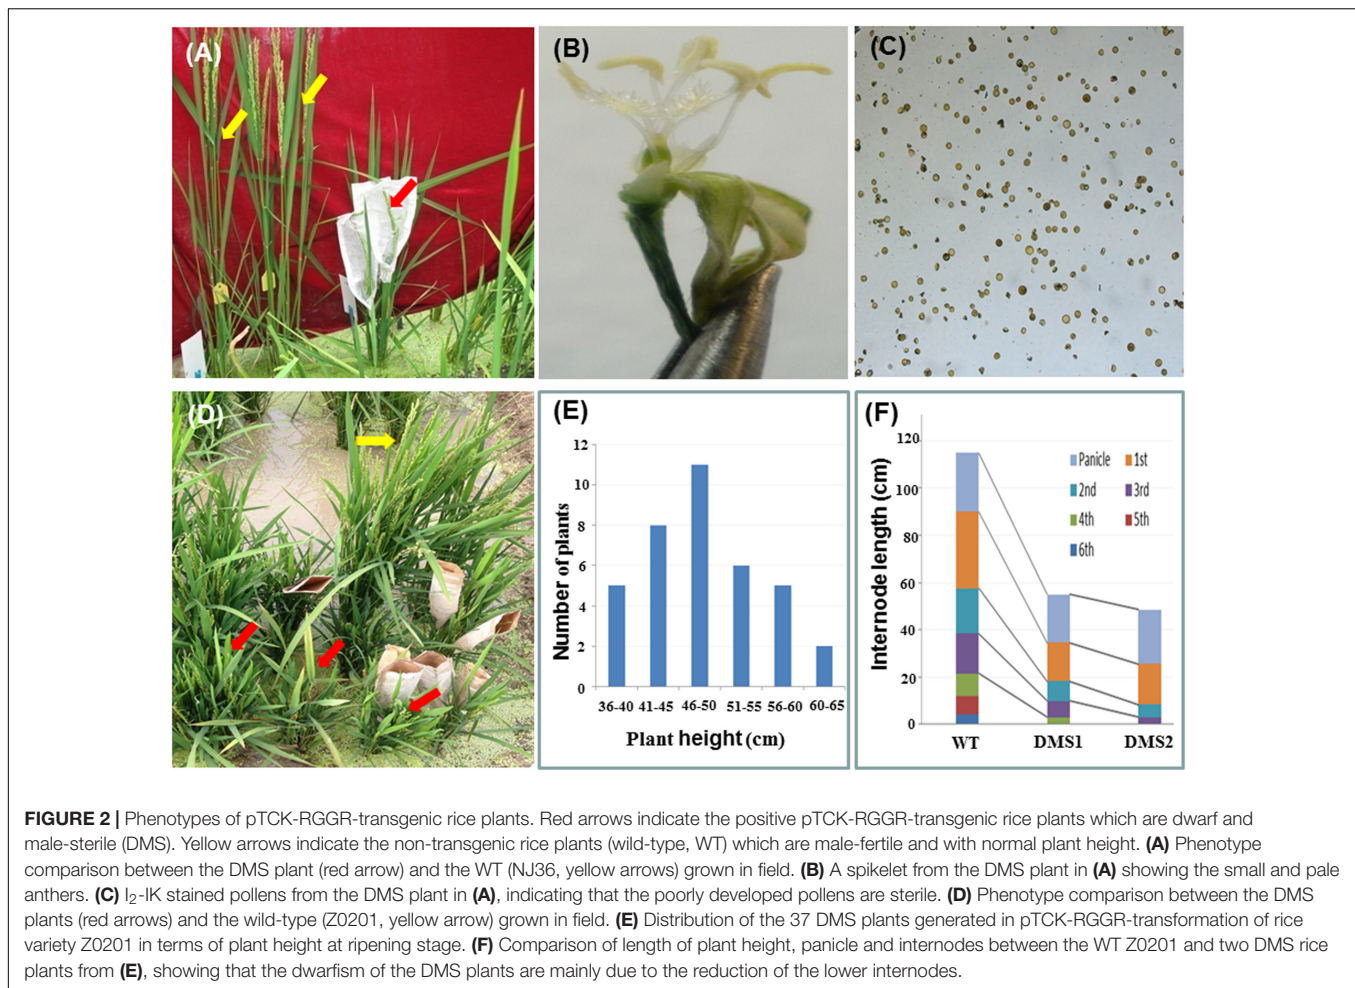 (A)
(B)
(C)
(D)
(E)
12
10
8
6
4
2
0
Number of plants
36-40 41-45 46-50 51-55 56-60 60-65
Plant height (cm)
(F)
120
100
80
60
40
20
0
Internode length (cm)
Panicle 1st
2nd 3rd
4th 5th
6th
WT DMS1 DMS2
FIGURE 2 | Phenotypes of pTCK-RGGR-transgenic rice plants. Red arrows indicate the positive pTCK-RGGR-transgenic rice plants which are dwarf and
male-sterile (DMS). Yellow arrows indicate the non-transgenic rice plants (wild-type, WT) which are male-fertile and with normal plant height. (A) Phenotype
comparison between the DMS plant (red arrow) and the WT (NJ36, yellow arrows) grown in field. (B) A spikelet from the DMS plant in (A) showing the small and pale
anthers. (C) I₂-IK stained pollens from the DMS plant in (A), indicating that the poorly developed pollens are sterile. (D) Phenotype comparison between the DMS
plants (red arrows) and the wild-type (Z0201, yellow arrow) grown in field. (E) Distribution of the 37 DMS plants generated in pTCK-RGGR-transformation of rice
variety Z0201 in terms of plant height at ripening stage. (F) Comparison of length of plant height, panicle and internodes between the WT Z0201 and two DMS rice
plants from (E), showing that the dwarfism of the DMS plants are mainly due to the reduction of the lower internodes.